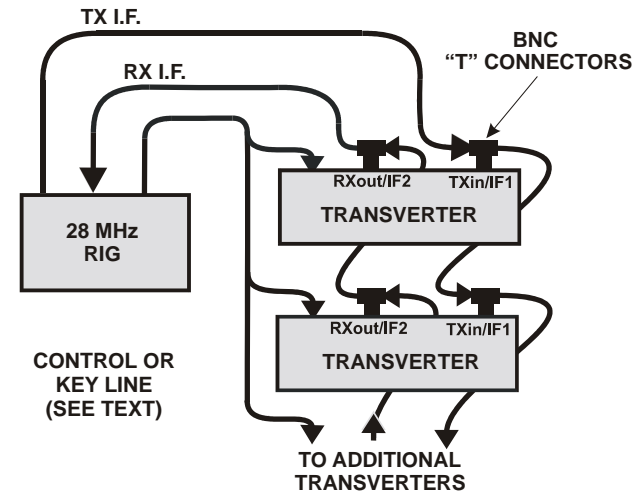 TX I.F.
BNC
“T” CONNECTORS
RX I.F.
RXout/IF2
TXin/IF1
TRANSVERTER
28 MHz
RIG
RXout/IF2
TXin/IF1
TRANSVERTER
CONTROL OR
KEY LINE
(SEE TEXT)
TO ADDITIONAL
TRANSVERTERS